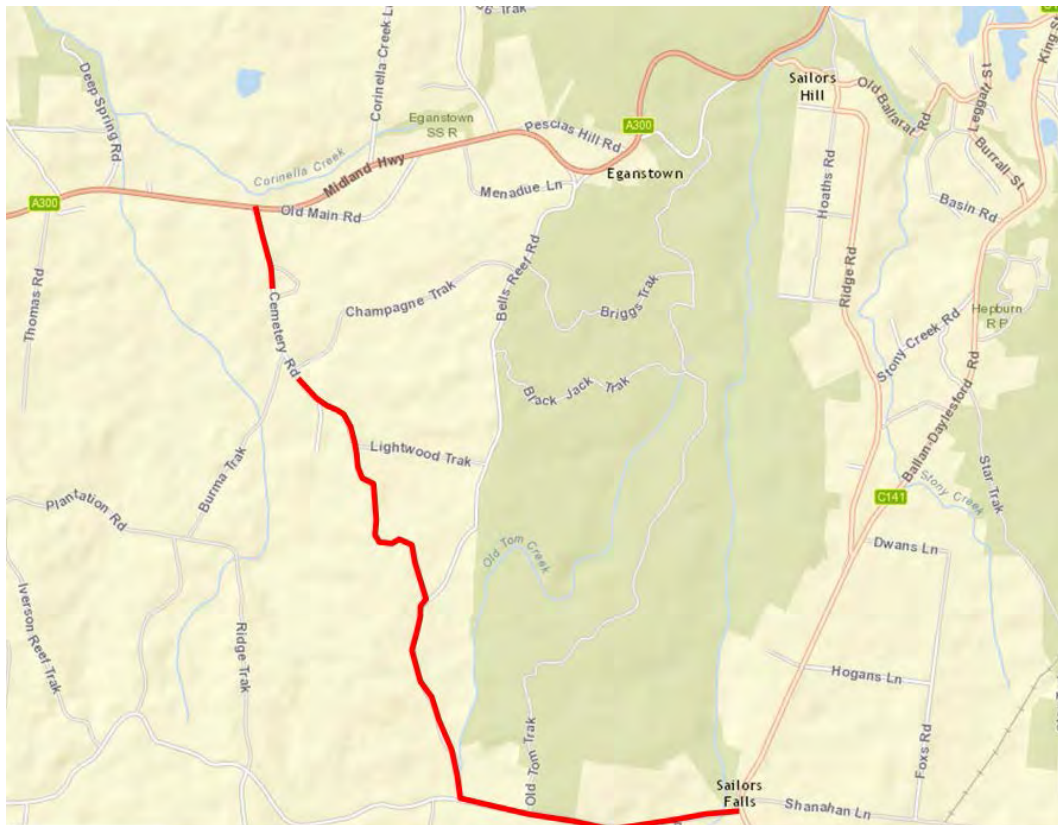 Trak
Corinella Creek Ln
Deep Spring Rd
Eganstown
SS R
Pescias Hill Rd
A300
Sailors
Hill
Old Ballarat
Rd
Leggatt St
Burrall St
King St
Corinella Creek
Midland Hwy
Menadue Ln
Eganstown
Hoaths Rd
Basin Rd
A300
Old Main Rd
Thomas Rd
Cemetery Rd
Champagne Trak
Bells Reef Rd
Briggs Trak
Ridge Rd
Stony Creek Rd
Hepburn
R P
Black Jack Trak
Ballan-Daylesford Rd
Lightwood Trak
Burma Trak
Star Trak
Plantation Rd
C141
Stony Creek
Old Tom Creek
Dwans Ln
Iverson Reef Trak
Ridge Trak
Hogans Ln
Foxs Rd
Old Tom Trak
Sailors
Falls
Shanahan Ln